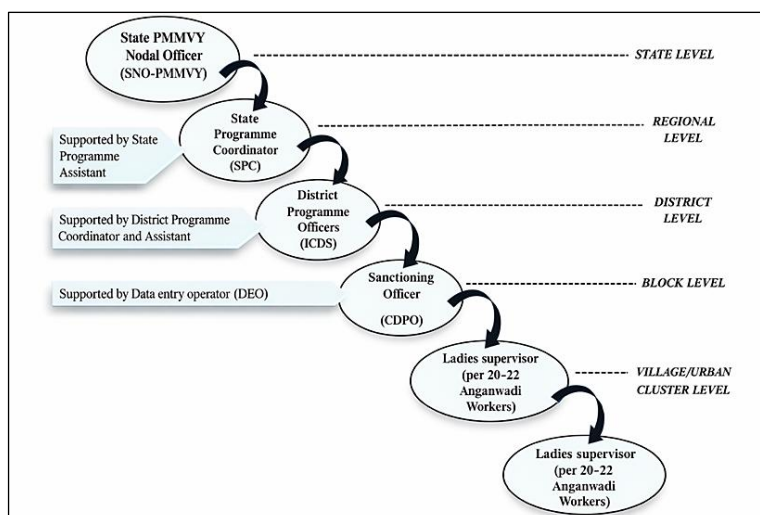 State PMMVY
Nodal Officer
(SNO-PMMVY)
STATE LEVEL
State
Programme
Coordinator
(SPC)
REGIONAL
LEVEL
Supported by State
Programme
Assistant
District
Programme
Officers
(ICDS)
DISTRICT
LEVEL
Supported by District Programme
Coordinator and Assistant
Sanctioning
Officer
(CDPO)
BLOCK LEVEL
Supported by Data entry operator (DEO)
Ladies supervisor
(per 20-22
Anganwadi
Workers)
VILLAGE/URBAN
CLUSTER LEVEL
Ladies supervisor
(per 20-22
Anganwadi
Workers)